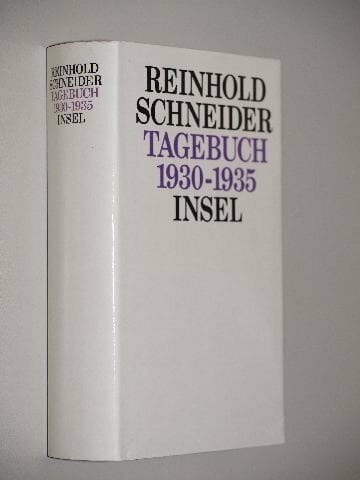 REINHOLD
SCHNEIDER
TAGEBUCH
1930-1935
INSEL
REINHOLD
SCHNEIDER
TAGEBUCH
1930-1935
INSEL